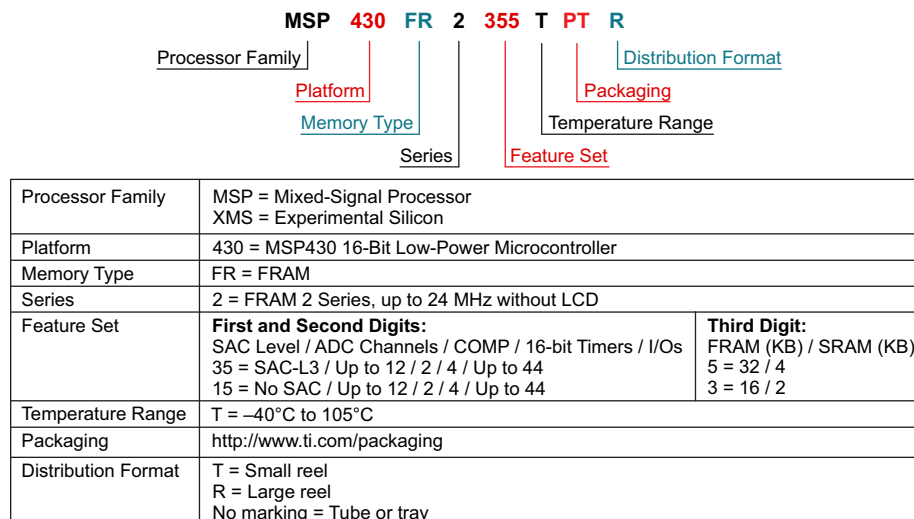 MSP 430 FR 2 355 T PT R
Processor Family
Distribution Format
Platform
Packaging
Memory Type
Temperature Range
Series
Feature Set
Processor Family
MSP = Mixed-Signal Processor
XMS = Experimental Silicon
Platform
430 = MSP430 16-Bit Low-Power Microcontroller
Memory Type
FR = FRAM
Series
2 = FRAM 2 Series, up to 24 MHz without LCD
Feature Set
First and Second Digits:
SAC Level / ADC Channels / COMP / 16-bit Timers / I/Os
35 = SAC-L3 / Up to 12 / 2 / 4 / Up to 44
15 = No SAC / Up to 12 / 2 / 4 / Up to 44
Third Digit:
FRAM (KB) / SRAM (KB)
5 = 32 / 4
3 = 16 / 2
Temperature Range
T = –40°C to 105°C
Packaging
http://www.ti.com/packaging
Distribution Format
T = Small reel
R = Large reel
No marking = Tube or tray